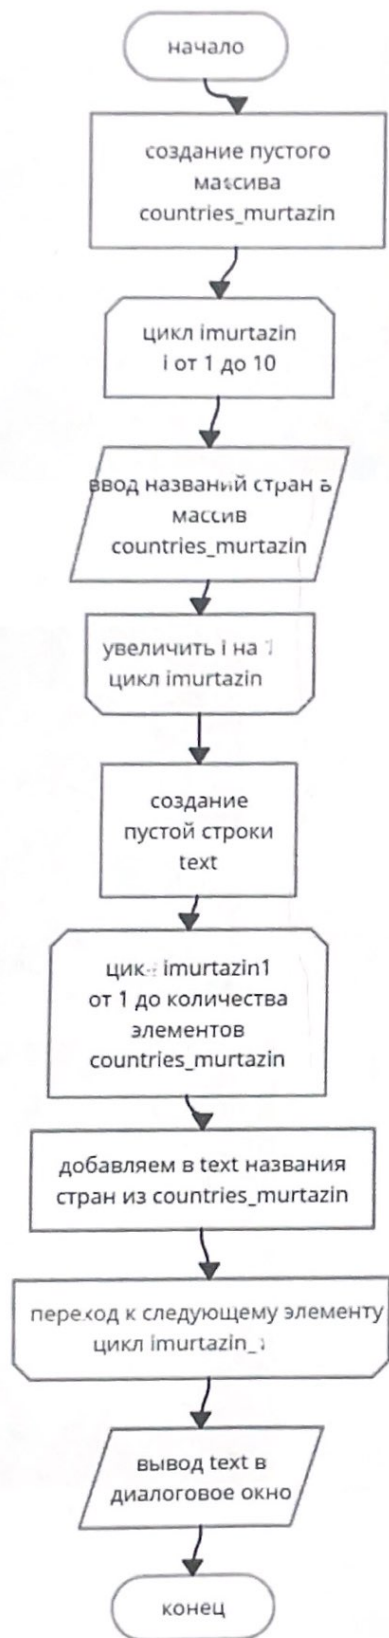 начало
создание пустого
массива
countries_murtazin
цикл imurtazin
i от 1 до 10
ввод названий стран в
массив
countries_murtazin
увеличить i на 1
цикл imurtazin
создание
пустой строки
text
цикл imurtazin1
от 1 до количества
элементов
countries_murtazin
добавляем в text названия
стран из countries_murtazin
переход к следующему элементу
цикл imurtazin_1
вывод text в
диалоговое окно
конец